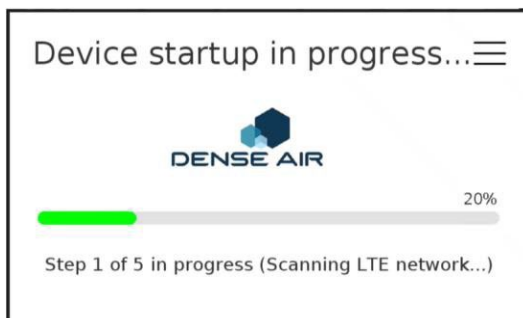 Device startup in progress...
DENSE AIR
20%
Step 1 of 5 in progress (Scanning LTE network...)